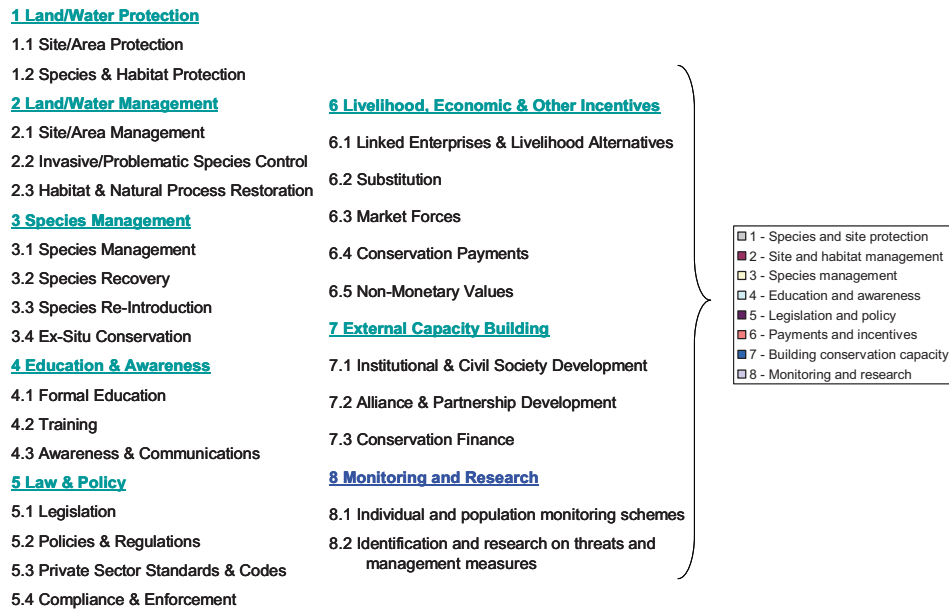 1 Land/Water Protection
1.1 Site/Area Protection
1.2 Species & Habitat Protection
2 Land/Water Management
2.1 Site/Area Management
2.2 Invasive/Problematic Species Control
2.3 Habitat & Natural Process Restoration
3 Species Management
3.1 Species Management
3.2 Species Recovery
3.3 Species Re-Introduction
3.4 Ex-Situ Conservation
4 Education & Awareness
4.1 Formal Education
4.2 Training
4.3 Awareness & Communications
5 Law & Policy
5.1 Legislation
5.2 Policies & Regulations
5.3 Private Sector Standards & Codes
5.4 Compliance & Enforcement
6 Livelihood, Economic & Other Incentives
6.1 Linked Enterprises & Livelihood Alternatives
6.2 Substitution
6.3 Market Forces
6.4 Conservation Payments
6.5 Non-Monetary Values
7 External Capacity Building
7.1 Institutional & Civil Society Development
7.2 Alliance & Partnership Development
7.3 Conservation Finance
8 Monitoring and Research
8.1 Individual and population monitoring schemes
8.2 Identification and research on threats and
management measures
1 - Species and site protection
2 - Site and habitat management
3 - Species management
4 - Education and awareness
5 - Legislation and policy
6 - Payments and incentives
7 - Building conservation capacity
8 - Monitoring and research